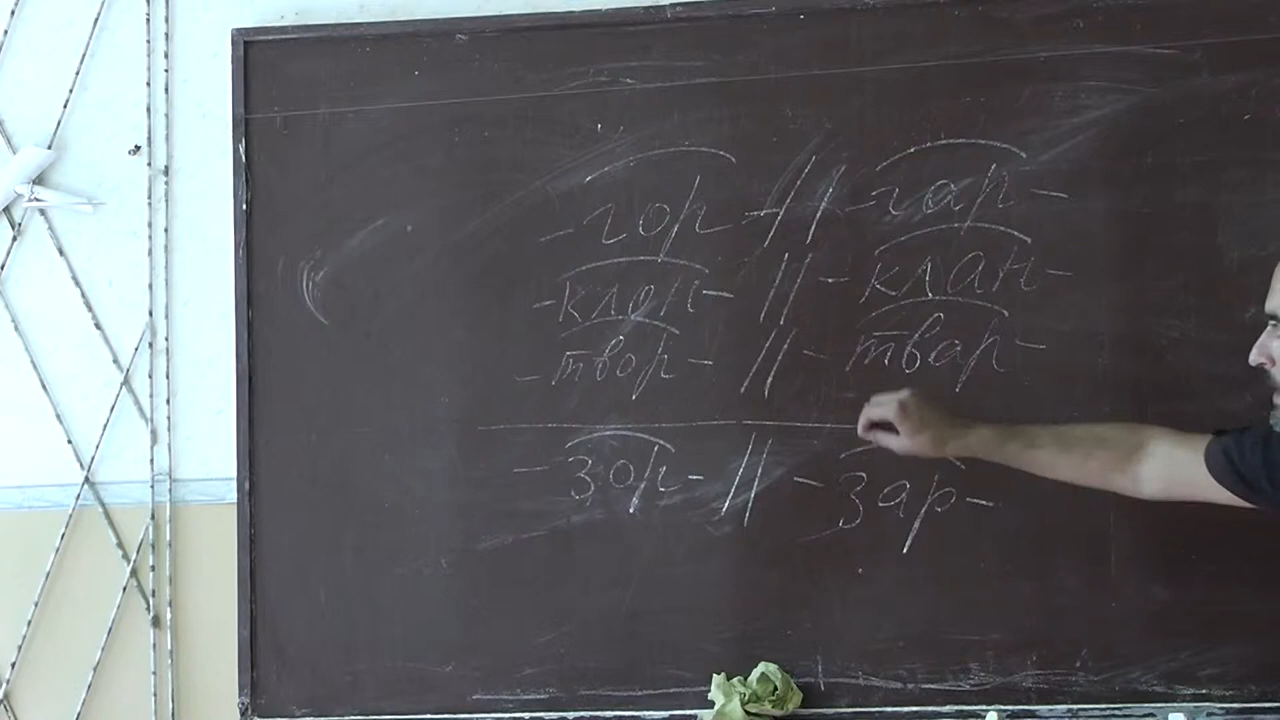 -гор- // -гар-
-клон- // -клан-
-твор- // -твар-
-зор- // -зар-